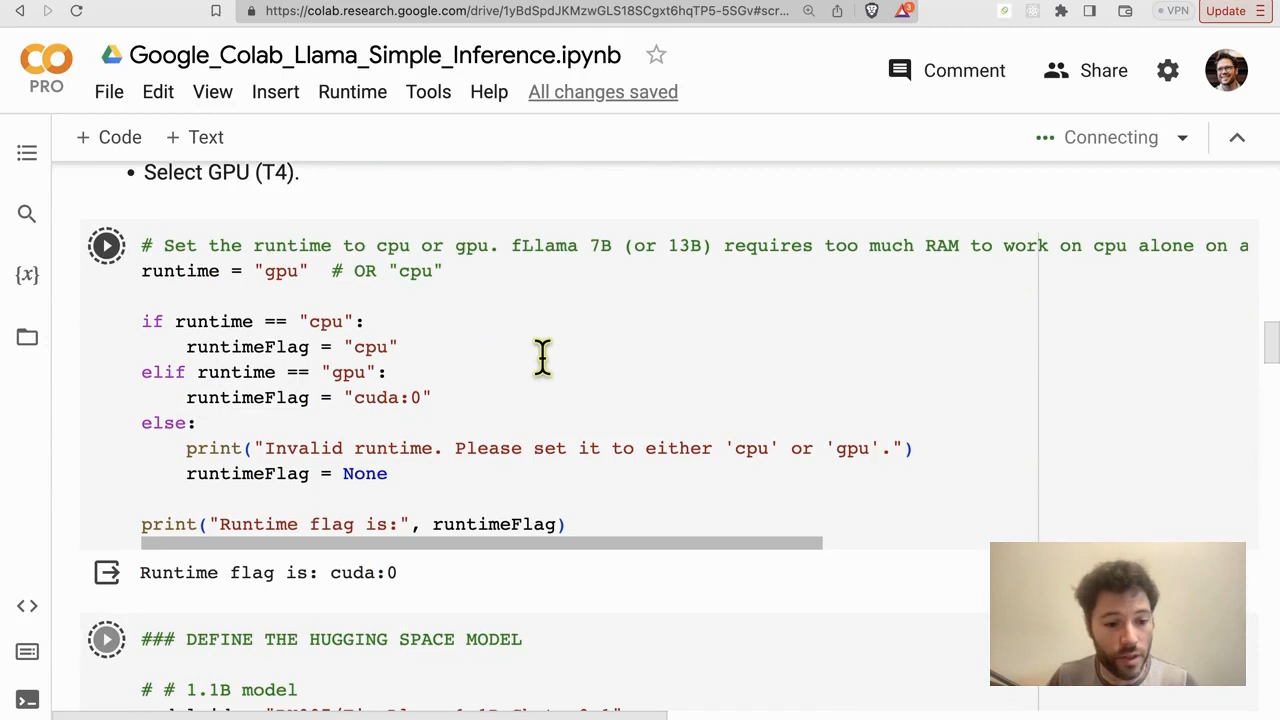 https://colab.research.google.com/drive/1yBdSpdJKMzwGLS18SCgxt6hqTP5-5SGv#scr...
VPN
Update
CO
PRO
Google_Colab_Llama_Simple_Inference.ipynb
Comment
Share
File Edit View Insert Runtime Tools Help All changes saved
+ Code + Text
Connecting
• Select GPU (T4).
# Set the runtime to cpu or gpu. fLlama 7B (or 13B) requires too much RAM to work on cpu alone on a
runtime = "gpu" # OR "cpu"
if runtime == "cpu":
runtimeFlag = "cpu"
elif runtime == "gpu":
runtimeFlag = "cuda:0"
else:
print("Invalid runtime. Please set it to either 'cpu' or 'gpu'.")
runtimeFlag = None
print("Runtime flag is:", runtimeFlag)
Runtime flag is: cuda:0
### DEFINE THE HUGGING SPACE MODEL
# # 1.1B model